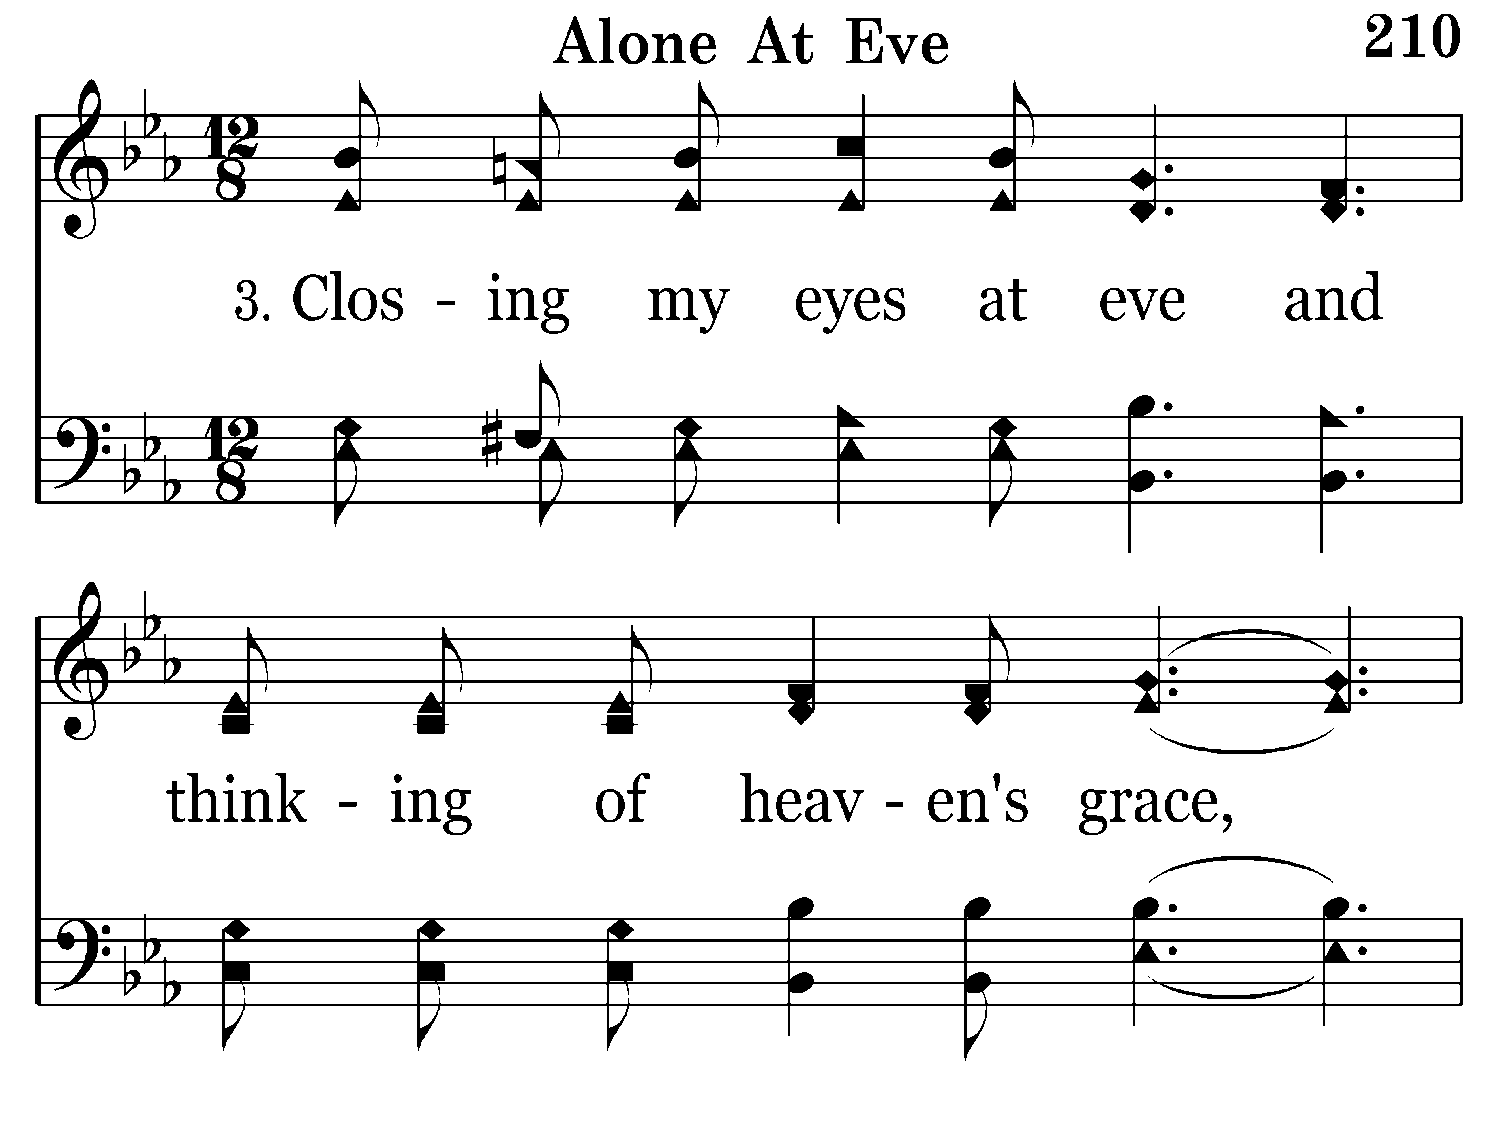 Alone At Eve 210
12 8
3. Clos - ing my eyes at eve and
12 8
think - ing of heav - en's grace,